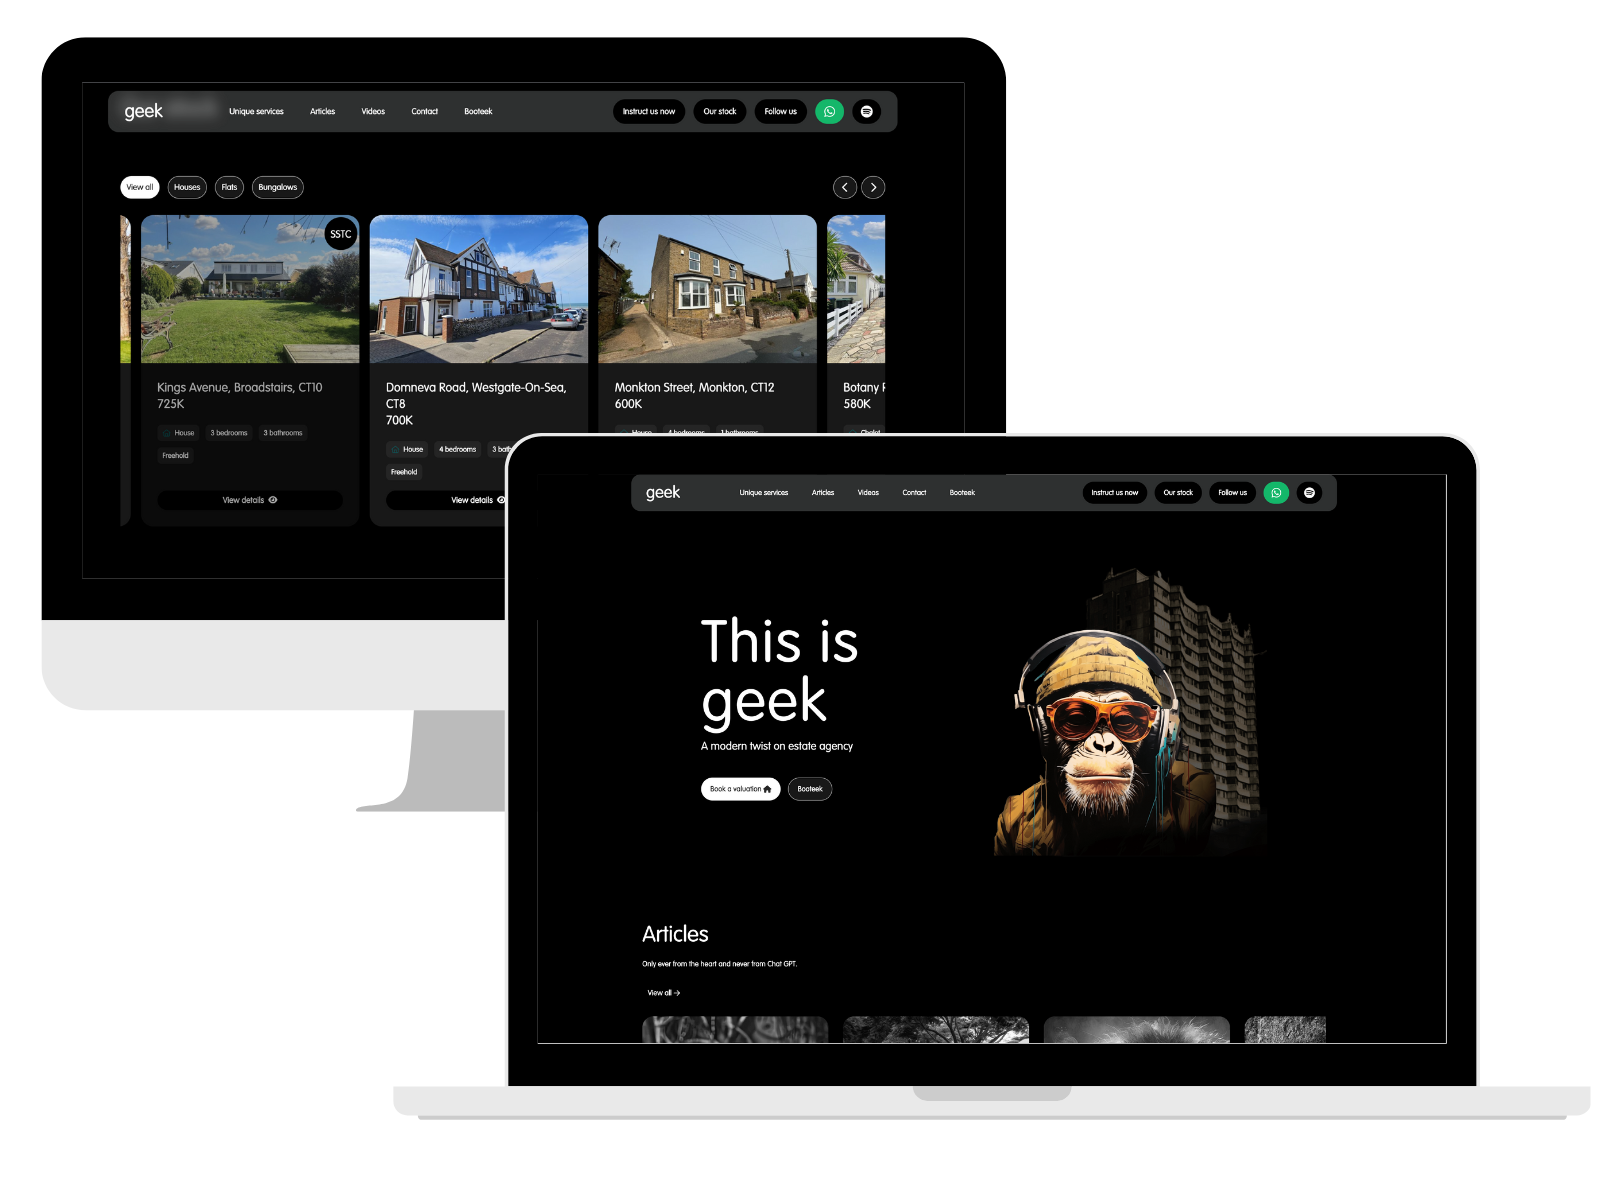 geek
Unique services Articles Videos Contact Booteek
Instruct us now Our stock Follow us
View all Houses Flats Bungalows
SSTC
Kings Avenue, Broadstairs, CT10
725K
House 3 bedrooms 3 bathrooms
Freehold
View details
Domneva Road, Westgate-On-Sea,
CT8
700K
House 4 bedrooms 3 bath
Freehold
View details
Monkton Street, Monkton, CT12
600K
House 4 bedrooms 1 bathrooms
Botany
580K
Chalet
geek
Unique services Articles Videos Contact Booteek
Instruct us now Our stock Follow us
This is
geek
A modern twist on estate agency
Book a valuation Booteek
Articles
Only ever from the heart and never from Chat GPT.
View all →